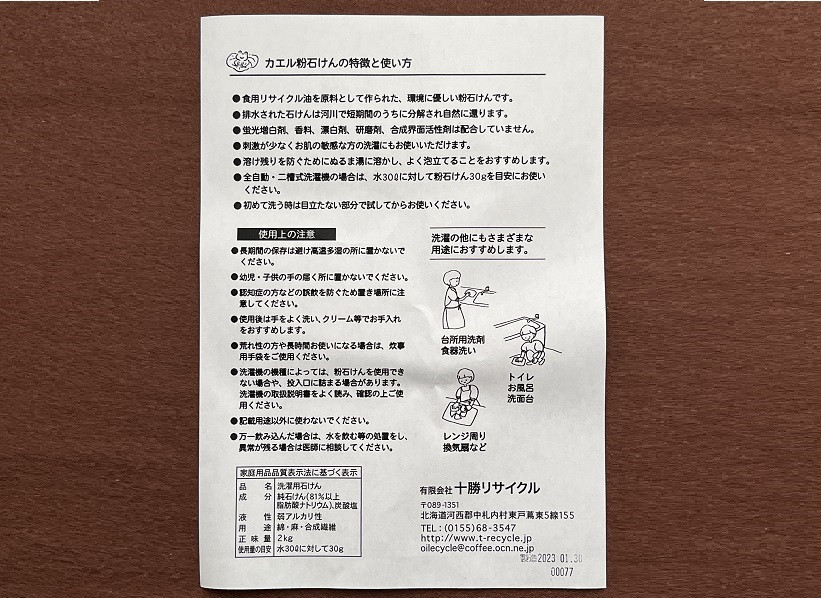 カエル粉石けんの特徴と使い方
●食用リサイクル油を原料として作られた、環境に優しい粉石けんです。
●排水された石けんは河川で短期間のうちに分解され自然に還ります。
●蛍光増白剤、香料、漂白剤、研磨剤、合成界面活性剤は配合していません。
●刺激が少なくお肌の敏感な方の洗濯にもお使いいただけます。
●溶け残りを防ぐためにぬるま湯に溶かし、よく泡立てることをおすすめします。
●全自動・二槽式洗濯機の場合は、水30ℓに対して粉石けん30gを目安にお使い
ください。
●初めて洗う時は目立たない部分で試してからお使いください。
使用上の注意
●長期間の保存は避け高温多湿の所に置かないで
ください。
●幼児・子供の手の届く所に置かないでください。
●認知症の方などの誤飲を防ぐため置き場所に注
意してください。
●使用後は手をよく洗い、クリーム等でお手入れ
をおすすめします。
●荒れ性の方や長時間お使いになる場合は、炊事
用手袋をご使用ください。
●洗濯機の機種によっては、粉石けんを使用でき
ない場合や、投入口に詰まる場合があります。
洗濯機の取扱説明書をよく読み、確認の上ご使
用ください。
●記載用途以外に使わないでください。
●万一飲み込んだ場合は、水を飲む等の処置をし、
異常が残る場合は医師に相談してください。
洗濯の他にもさまざまな
用途におすすめします。
台所用洗剤
食器洗い
トイレ
お風呂
洗面台
レンジ周り
換気扇など
家庭用品品質表示法に基づく表示
品名 洗濯用石けん
成分 純石けん(81%以上
脂肪酸ナトリウム)、炭酸塩
液性 弱アルカリ性
用途 綿・麻・合成繊維
正味量 2kg
使用量の目安 水30ℓに対して30g
有限会社 十勝リサイクル
〒089-1351
北海道河西郡中札内村東戸蔦東5線155
TEL:(0155)68-3547
http://www.t-recycle.jp
oilecycle@coffee.ocn.ne.jp
製造2023.01.30
00077